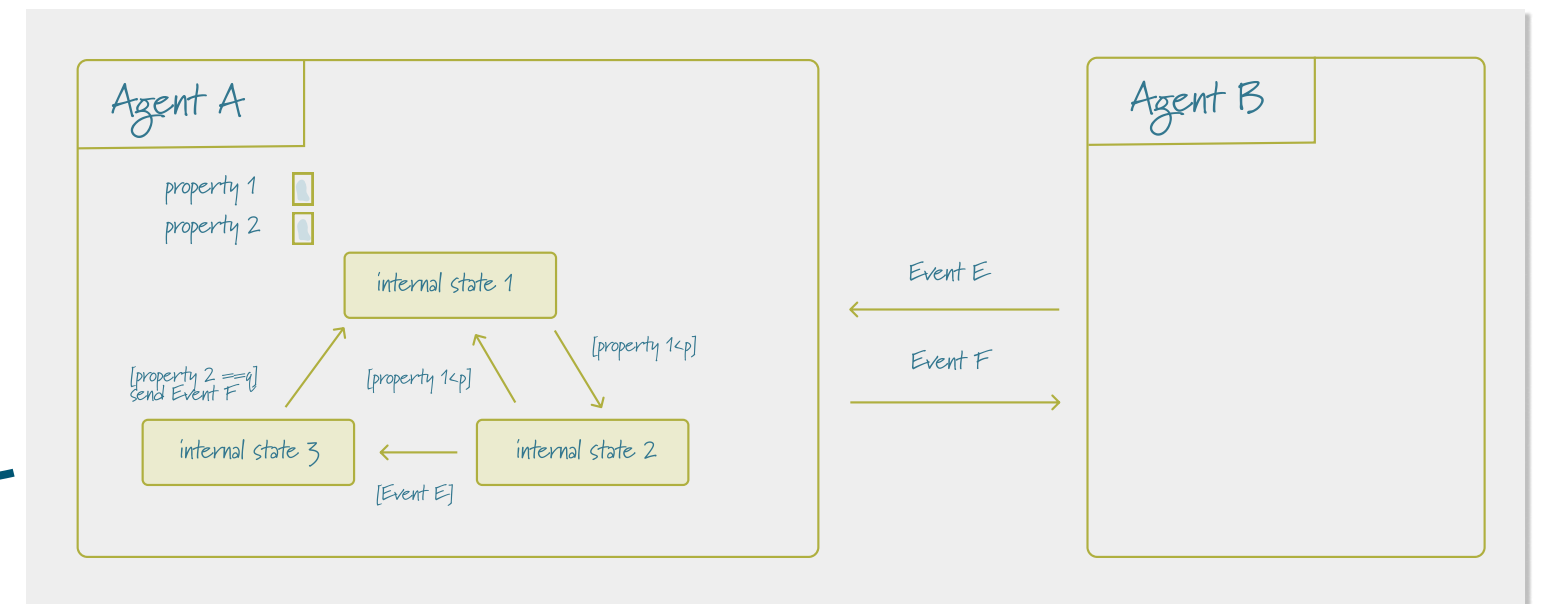 Agent A
Agent B
property 1
property 2
internal state 1
Event E
[property 1<p]
Event F
[property 2 ==q]
send Event F
[property 1<p]
internal state 3
internal state 2
[Event E]